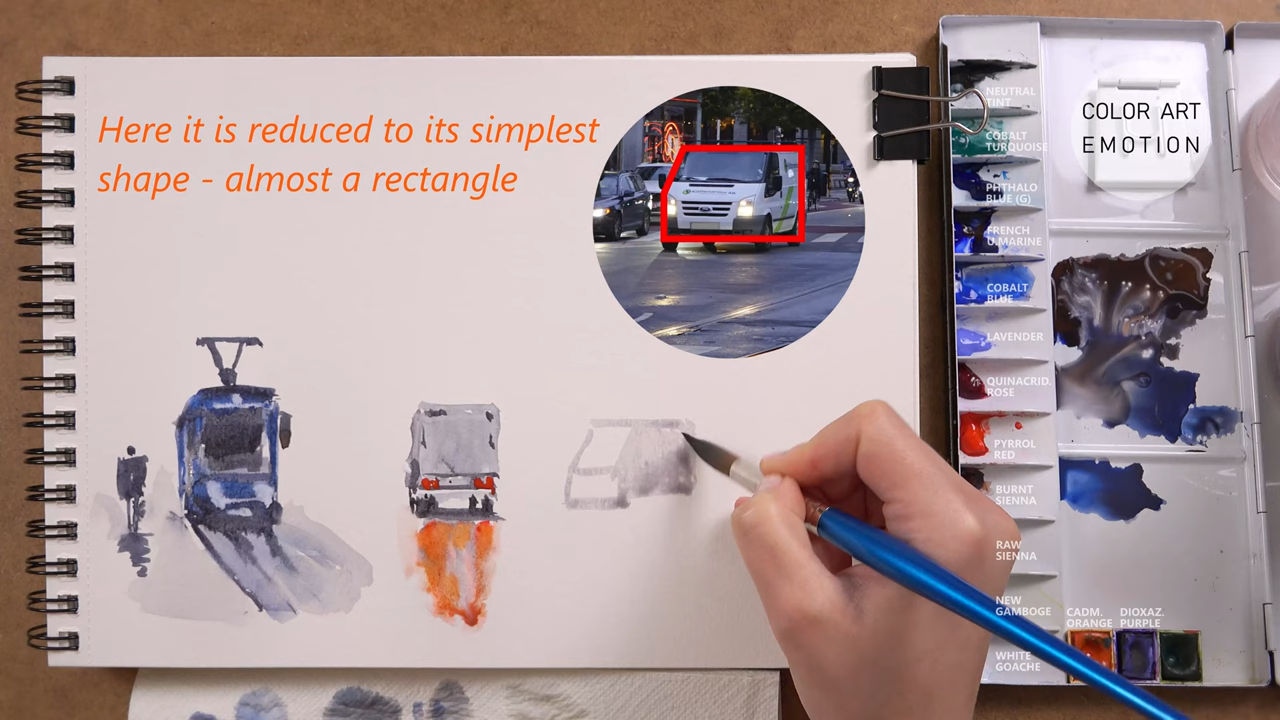 Here it is reduced to its simplest
shape - almost a rectangle
COLOR ART
EMOTION
NEUTRAL
TINT
COBALT
TURQUOISE
PHTHALO
BLUE (G)
FRENCH
U.MARINE
COBALT
BLUE
LAVENDER
QUINACRID.
ROSE
PYRROL
RED
BURNT
SIENNA
RAW
SIENNA
NEW
GAMBOGE
WHITE
GOACHE
CADM.
ORANGE
DIOXAZ.
PURPLE